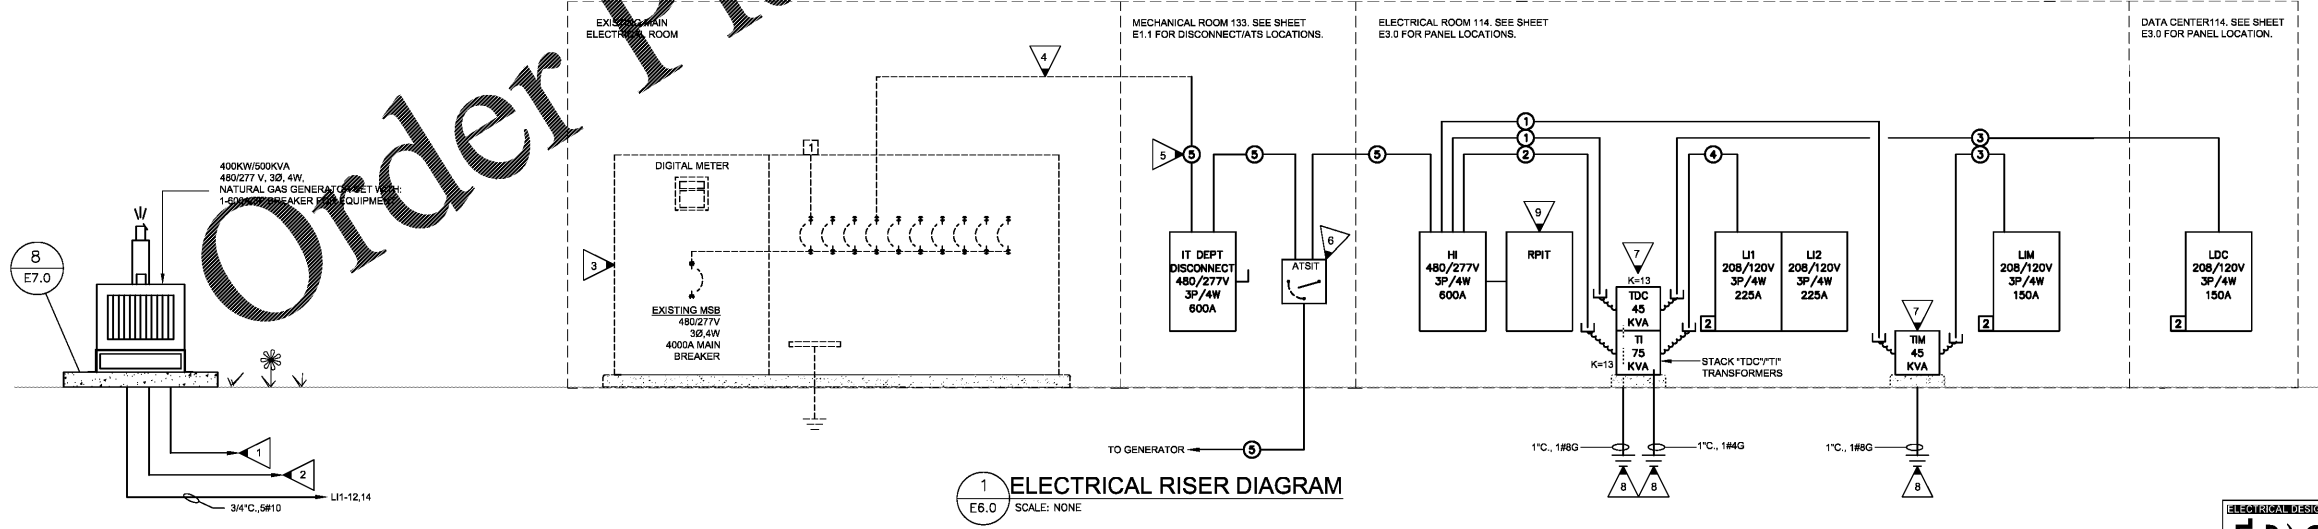 EXISTING MAIN
ELECTRICAL ROOM
MECHANICAL ROOM 133. SEE SHEET
E1.1 FOR DISCONNECT/ATS LOCATIONS.
ELECTRICAL ROOM 114. SEE SHEET
E3.0 FOR PANEL LOCATIONS.
DATA CENTER114. SEE SHEET
E3.0 FOR PANEL LOCATION.
Order
4
1
1
2
3
3
4
1
5
5
5
5
DIGITAL METER
400KW/500KVA
480/277 V, 3Ø, 4W,
NATURAL GAS GENERATOR SET WITH:
BREAKER FOR EQUIPMENT
8
E7.0
3
EXISTING MSB
480/277V
3Ø,4W
4000A MAIN
BREAKER
IT DEPT
DISCONNECT
480/277V
3P/4W
600A
6
ATSIT
HI
480/277V
3P/4W
600A
9
RPIT
7
K=13
TDC
45
KVA
TI
75
KVA
K=13
STACK "TDC"/"TI"
TRANSFORMERS
LI1
208/120V
3P/4W
225A
2
LI2
208/120V
3P/4W
225A
7
TIM
45
KVA
LIM
208/120V
3P/4W
150A
2
LDC
208/120V
3P/4W
150A
2
1
2
LI1-12,14
3/4"C.,5#10
TO GENERATOR
5
1"C., 1#8G
1"C., 1#4G
1"C., 1#8G
8
8
8
1
E6.0
ELECTRICAL RISER DIAGRAM
SCALE: NONE
ELECTRICAL